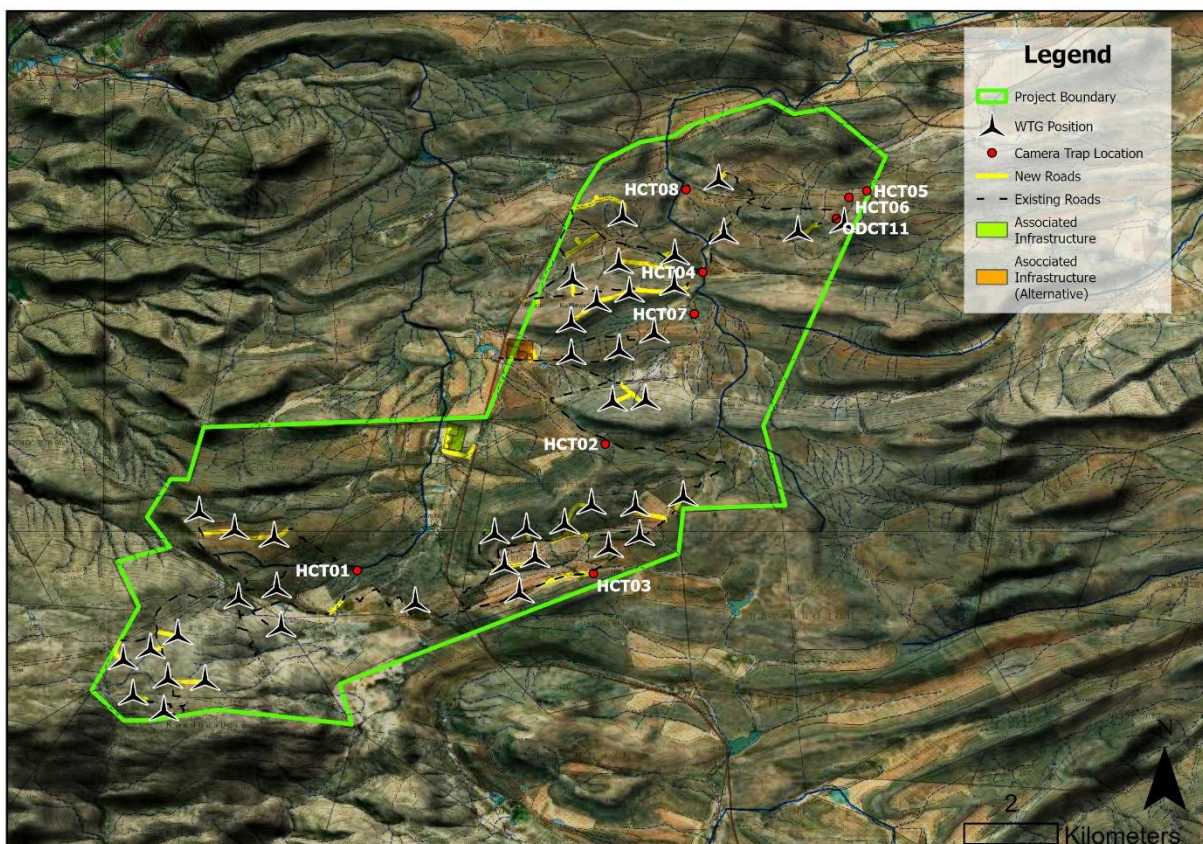 Legend
Project Boundary
WTG Position
Camera Trap Location
New Roads
Existing Roads
Associated
Infrastructure
Asocciated
Infrastructure
(Alternative)
HCT08
HCT05
HCT06
ODCT11
HCT04
HCT07
HCT02
HCT01
HCT03
N
2
Kilometers